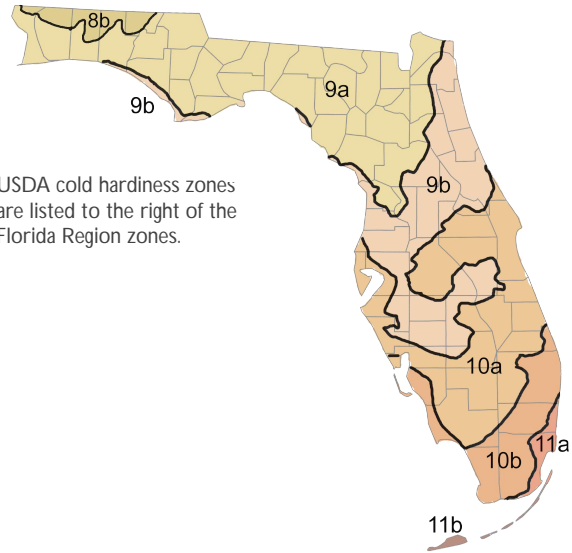 8b
9a
9b
9b
USDA cold hardiness zones
are listed to the right of the
Florida Region zones.
10a
11a
10b
11b